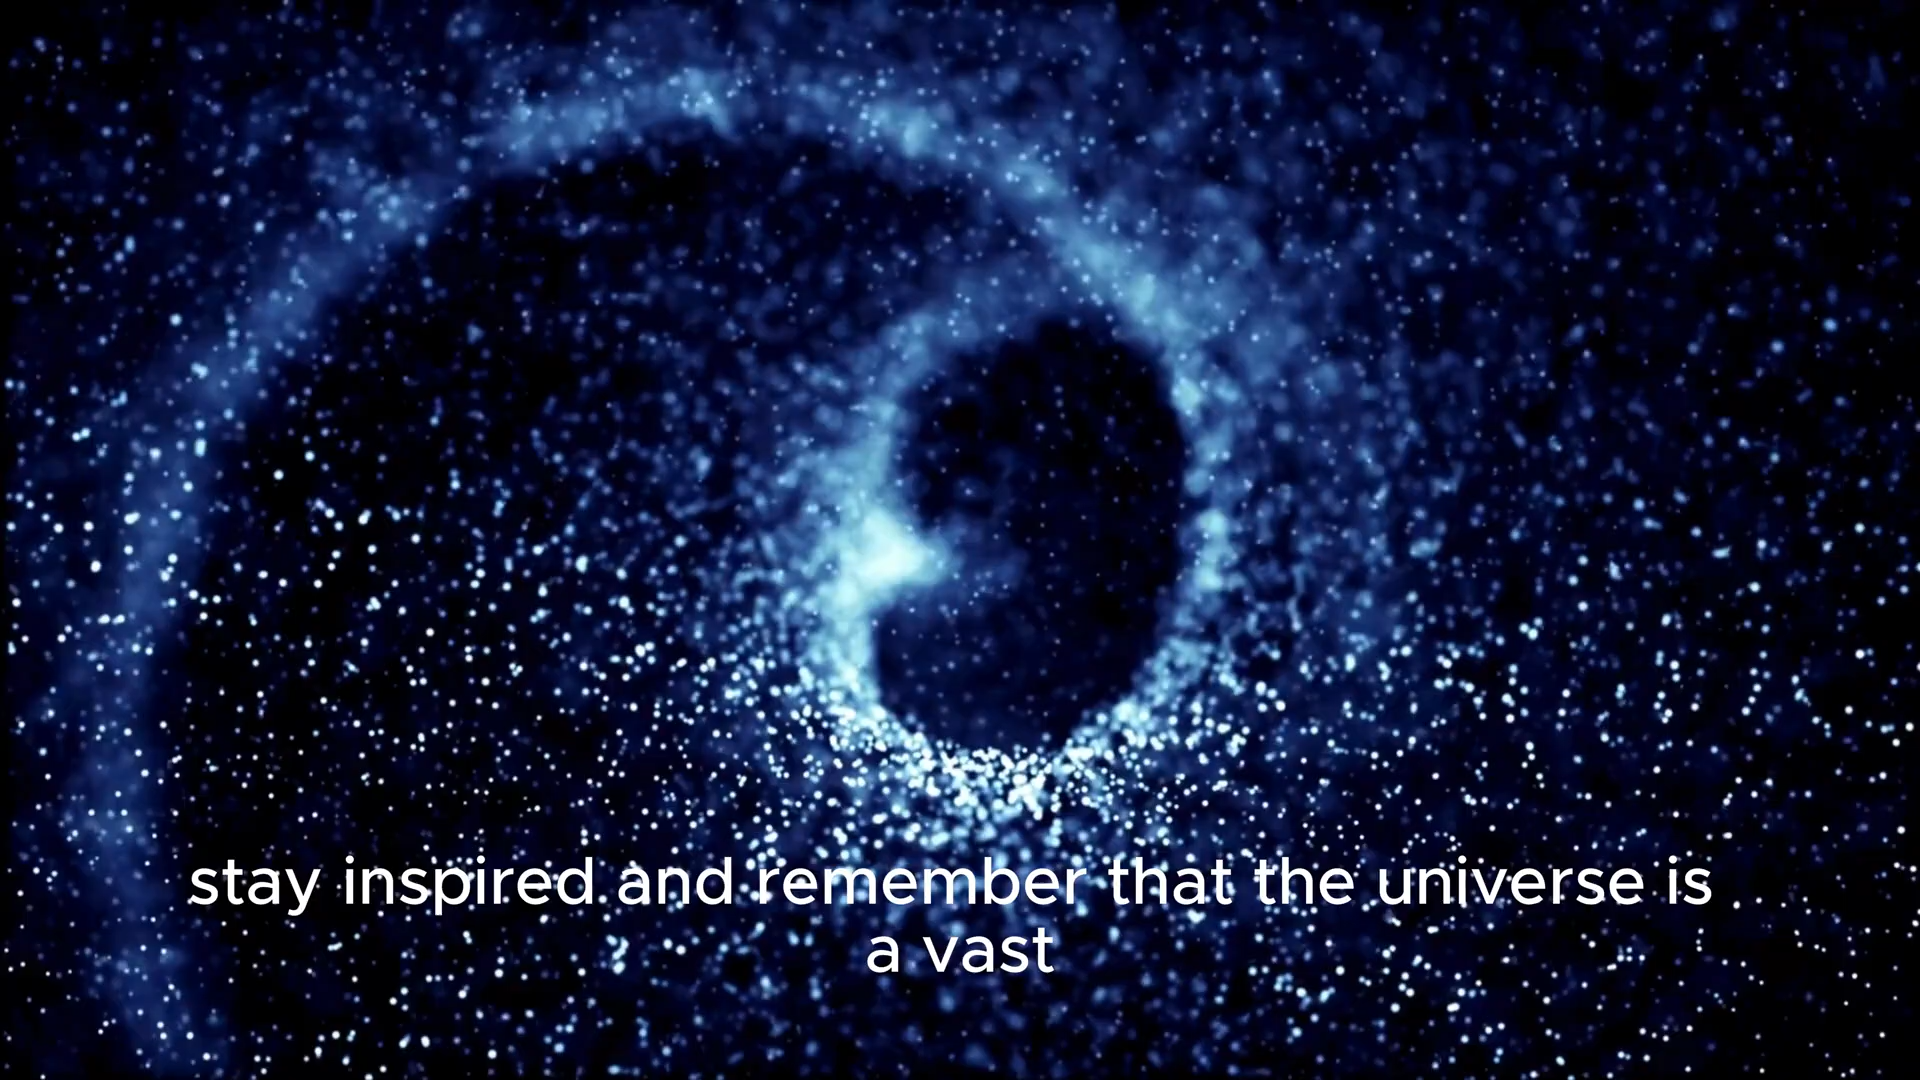 stay inspired and remember that the universe is
a vast